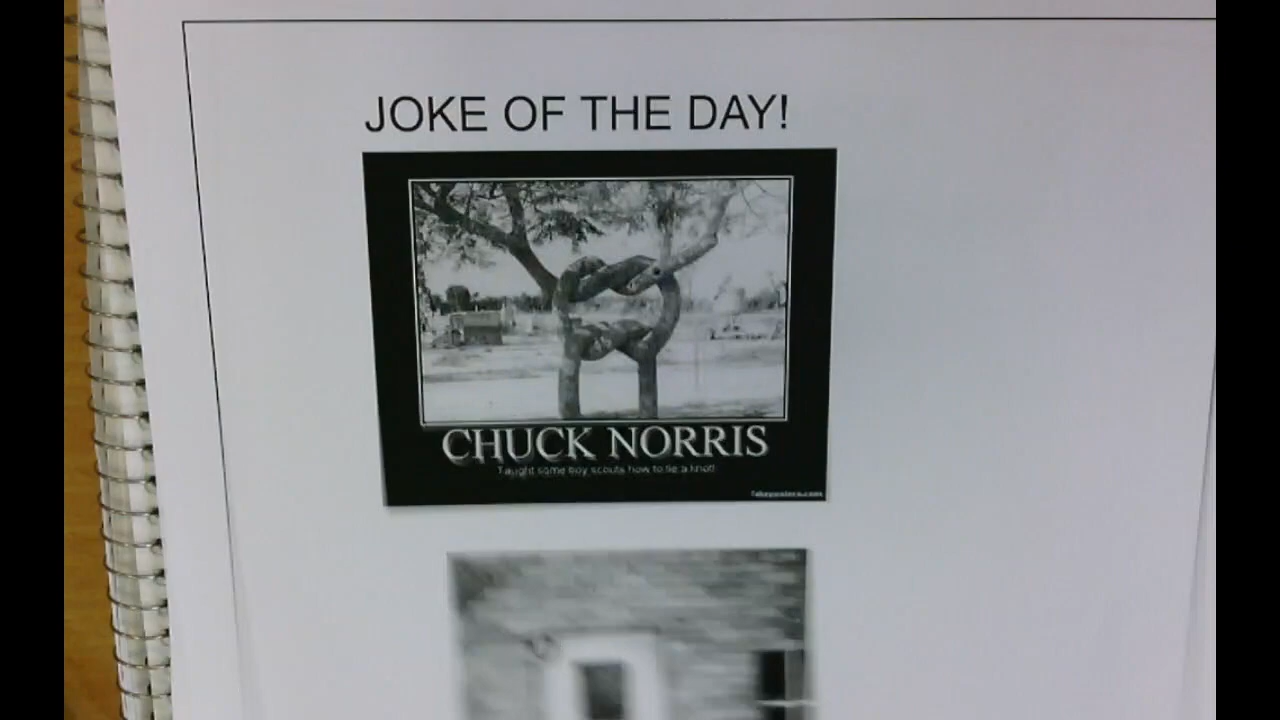 JOKE OF THE DAY!
CHUCK NORRIS
Taught some boy scouts how to tie a knot!